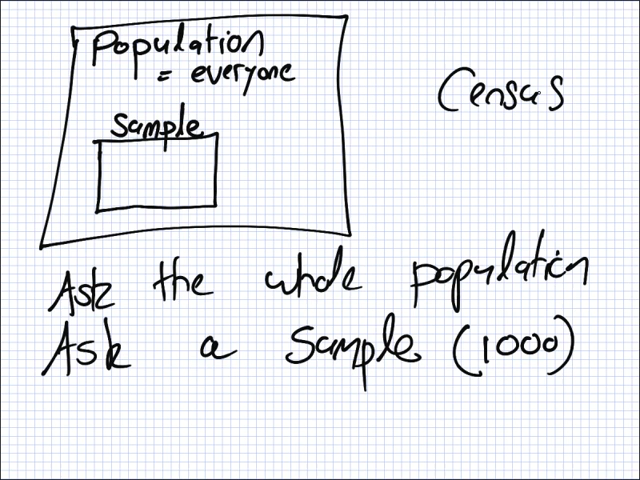 Population
= everyone
Sample
Census
Ask the whole population
Ask a sample (1000)